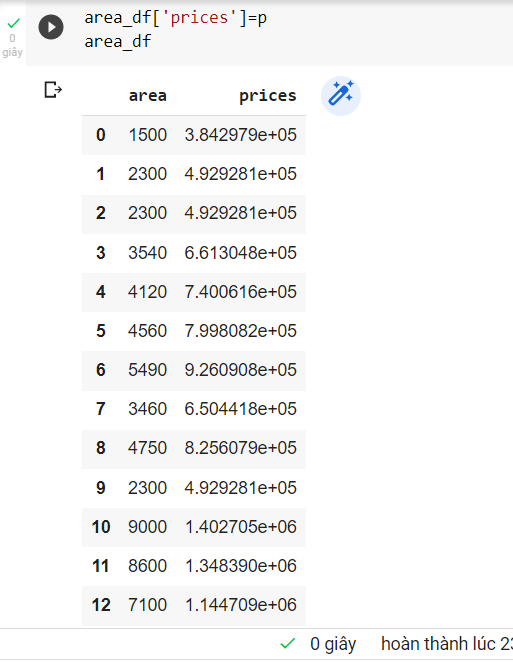 area_df['prices']=p
area_df
0
giây
area prices
0 1500 3.842979e+05
1 2300 4.929281e+05
2 2300 4.929281e+05
3 3540 6.613048e+05
4 4120 7.400616e+05
5 4560 7.998082e+05
6 5490 9.260908e+05
7 3460 6.504418e+05
8 4750 8.256079e+05
9 2300 4.929281e+05
10 9000 1.402705e+06
11 8600 1.348390e+06
12 7100 1.144709e+06
0 giây hoàn thành lúc 23